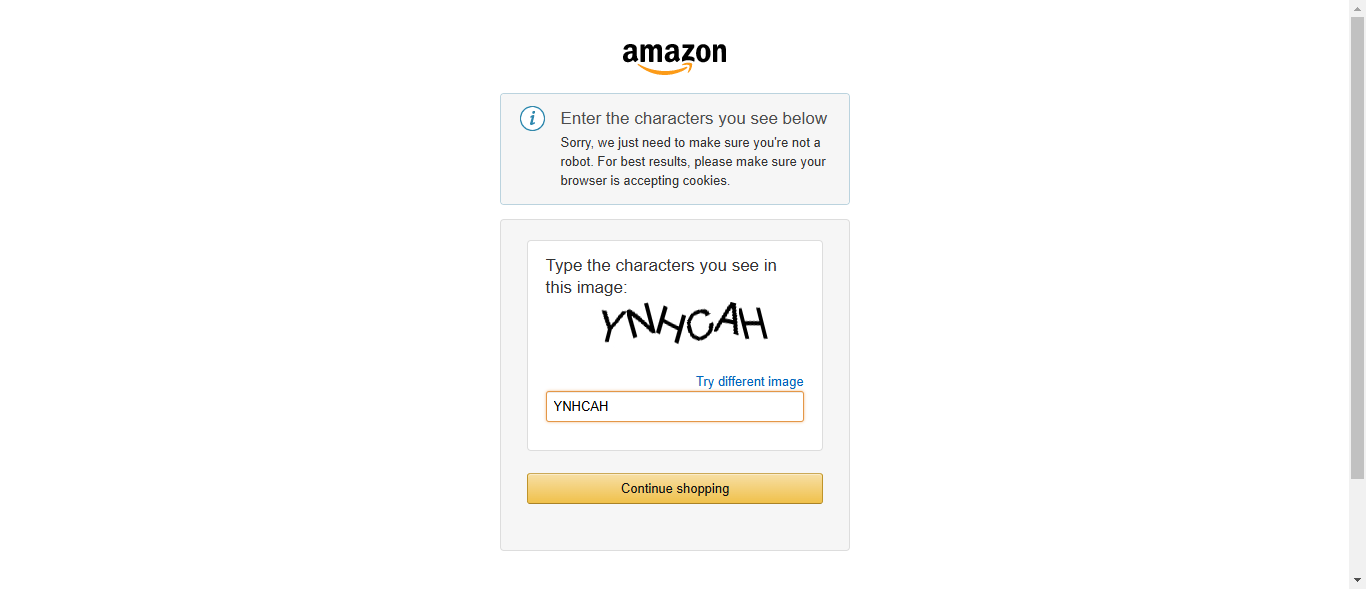 amazon
i
Enter the characters you see below
Sorry, we just need to make sure you're not a
robot. For best results, please make sure your
browser is accepting cookies.
Type the characters you see in
this image:
YNHCAH
Try different image
YNHCAH
Continue shopping